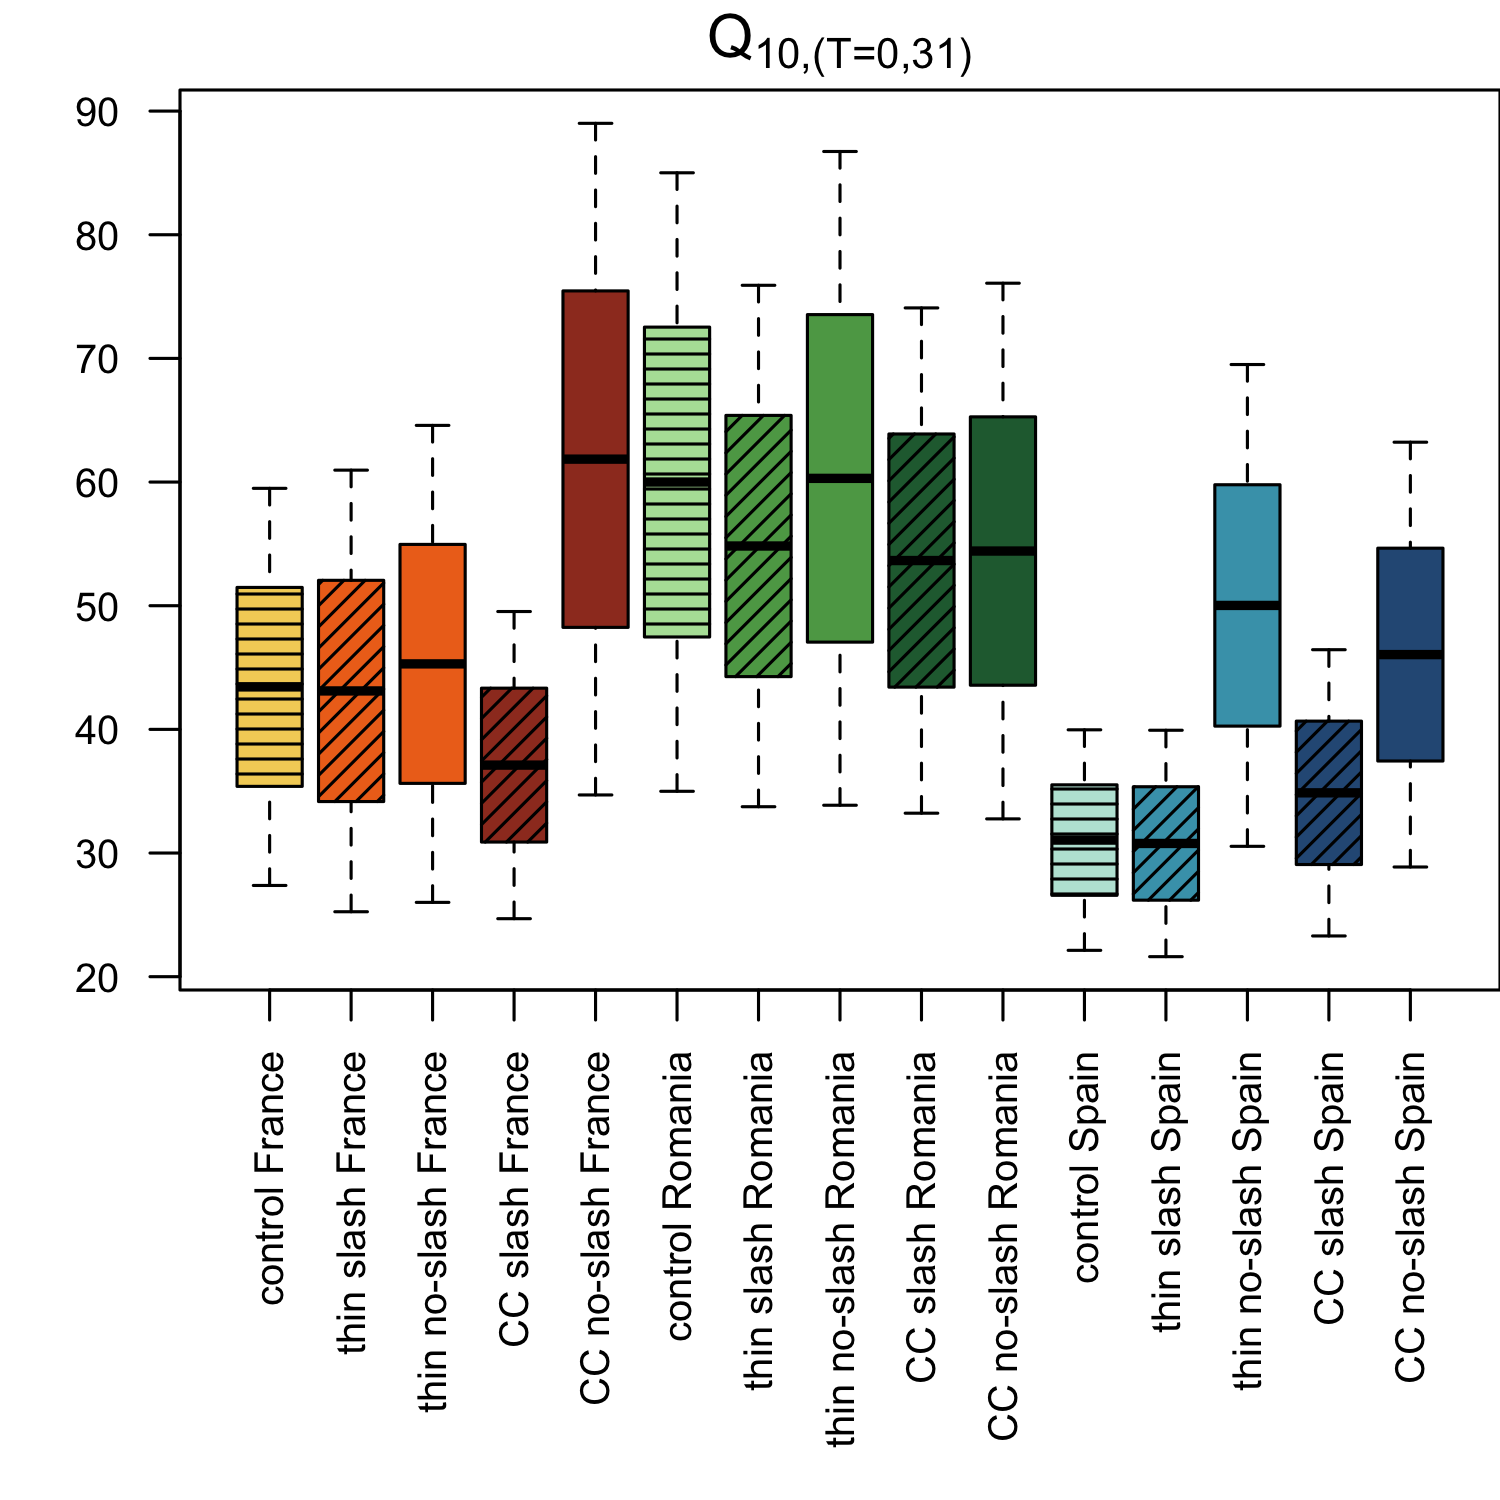 Q10,(T=0,31)
90
80
70
60
50
40
30
20
control France
thin slash France
thin no-slash France
CC slash France
CC no-slash France
control Romania
thin slash Romania
thin no-slash Romania
CC slash Romania
CC no-slash Romania
control Spain
thin slash Spain
thin no-slash Spain
CC slash Spain
CC no-slash Spain